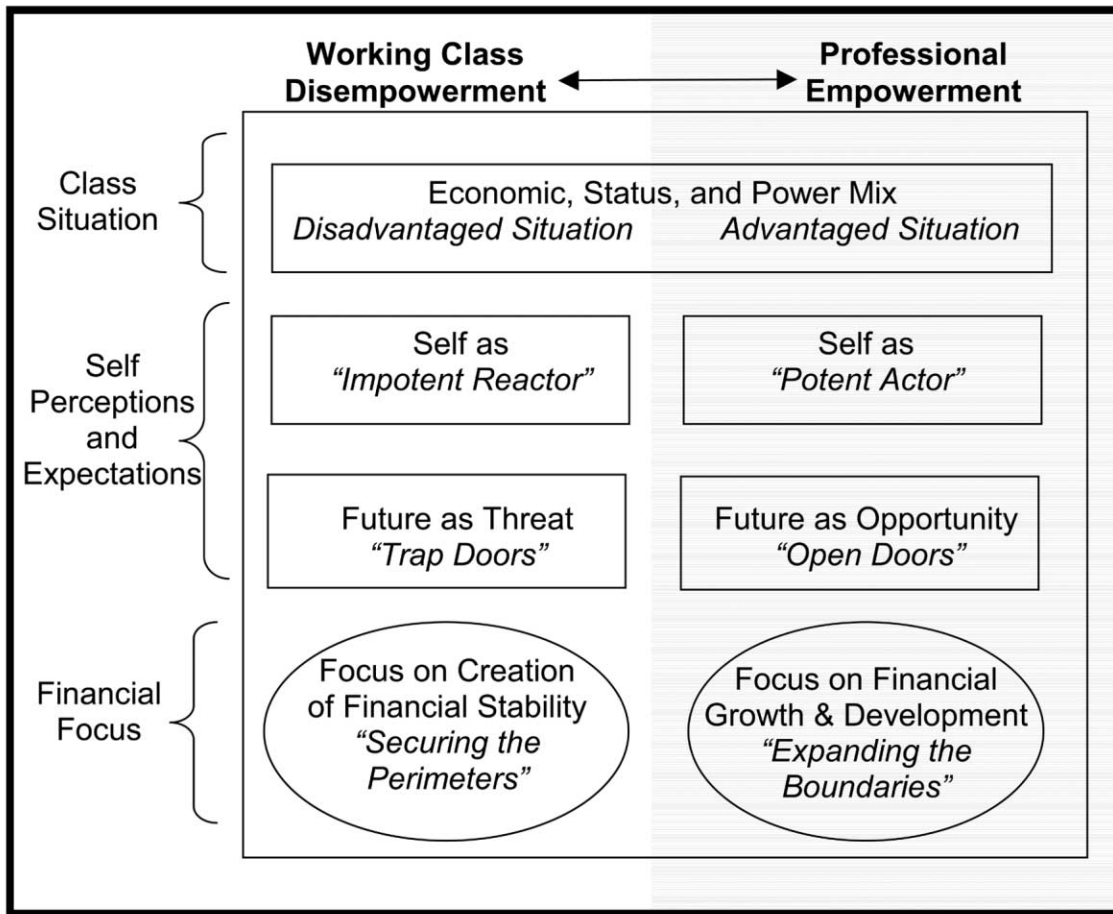 Working Class
Disempowerment
Professional
Empowerment
Class
Situation
Economic, Status, and Power Mix
Disadvantaged Situation Advantaged Situation
Self
Perceptions
and
Expectations
Self as
“Impotent Reactor”
Self as
“Potent Actor”
Future as Threat
“Trap Doors”
Future as Opportunity
“Open Doors”
Financial
Focus
Focus on Creation
of Financial Stability
“Securing the
Perimeters”
Focus on Financial
Growth & Development
“Expanding the
Boundaries”